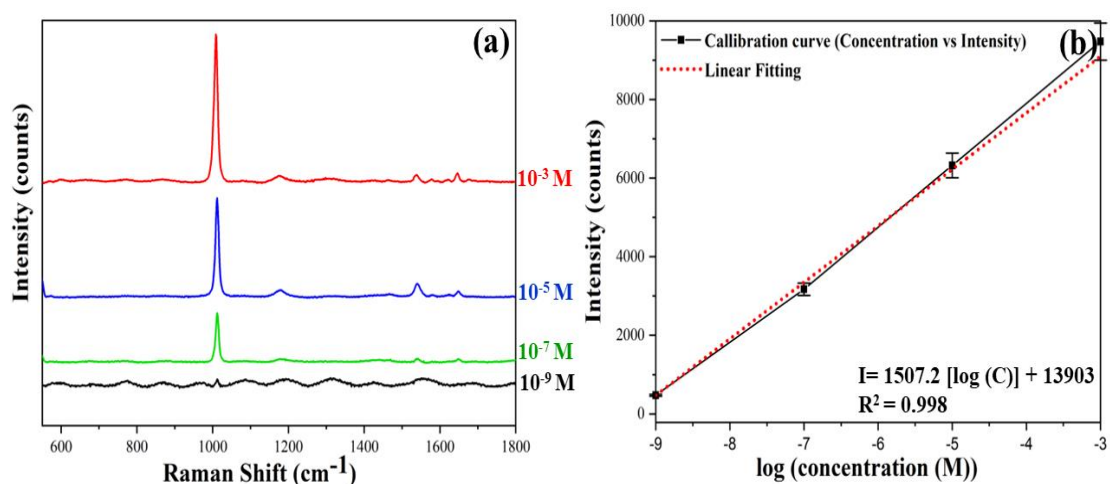 (a)
Intensity (counts)
10⁻³ M
10⁻⁵ M
10⁻⁷ M
10⁻⁹ M
600 800 1000 1200 1400 1600 1800
Raman Shift (cm⁻¹)
(b)
Callibration curve (Concentration vs Intensity)
Linear Fitting
Intensity (counts)
10000
8000
6000
4000
2000
0
I= 1507.2 [log (C)] + 13903
R² = 0.998
-9 -8 -7 -6 -5 -4 -3
log (concentration (M))